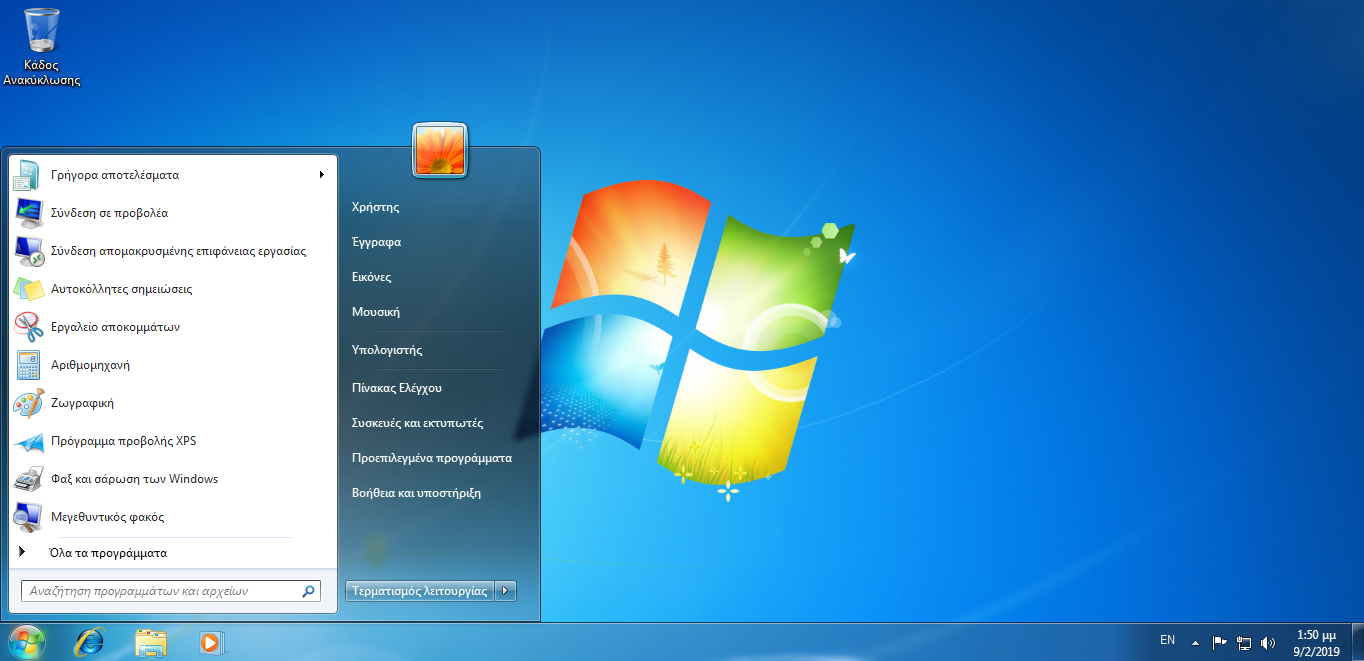 Κάδος
Ανακύκλωσης
Γρήγορα αποτελέσματα
Σύνδεση σε προβολέα
Σύνδεση απομακρυσμένης επιφάνειας εργασίας
Αυτοκόλλητες σημειώσεις
Εργαλείο αποκομμάτων
Αριθμομηχανή
Ζωγραφική
Πρόγραμμα προβολής XPS
Φαξ και σάρωση των Windows
Μεγεθυντικός φακός
Όλα τα προγράμματα
Αναζήτηση προγραμμάτων και αρχείων
Χρήστης
Έγγραφα
Εικόνες
Μουσική
Υπολογιστής
Πίνακας Ελέγχου
Συσκευές και εκτυπωτές
Προεπιλεγμένα προγράμματα
Βοήθεια και υποστήριξη
Τερματισμός λειτουργίας
EN
1:50 μμ
9/2/2019